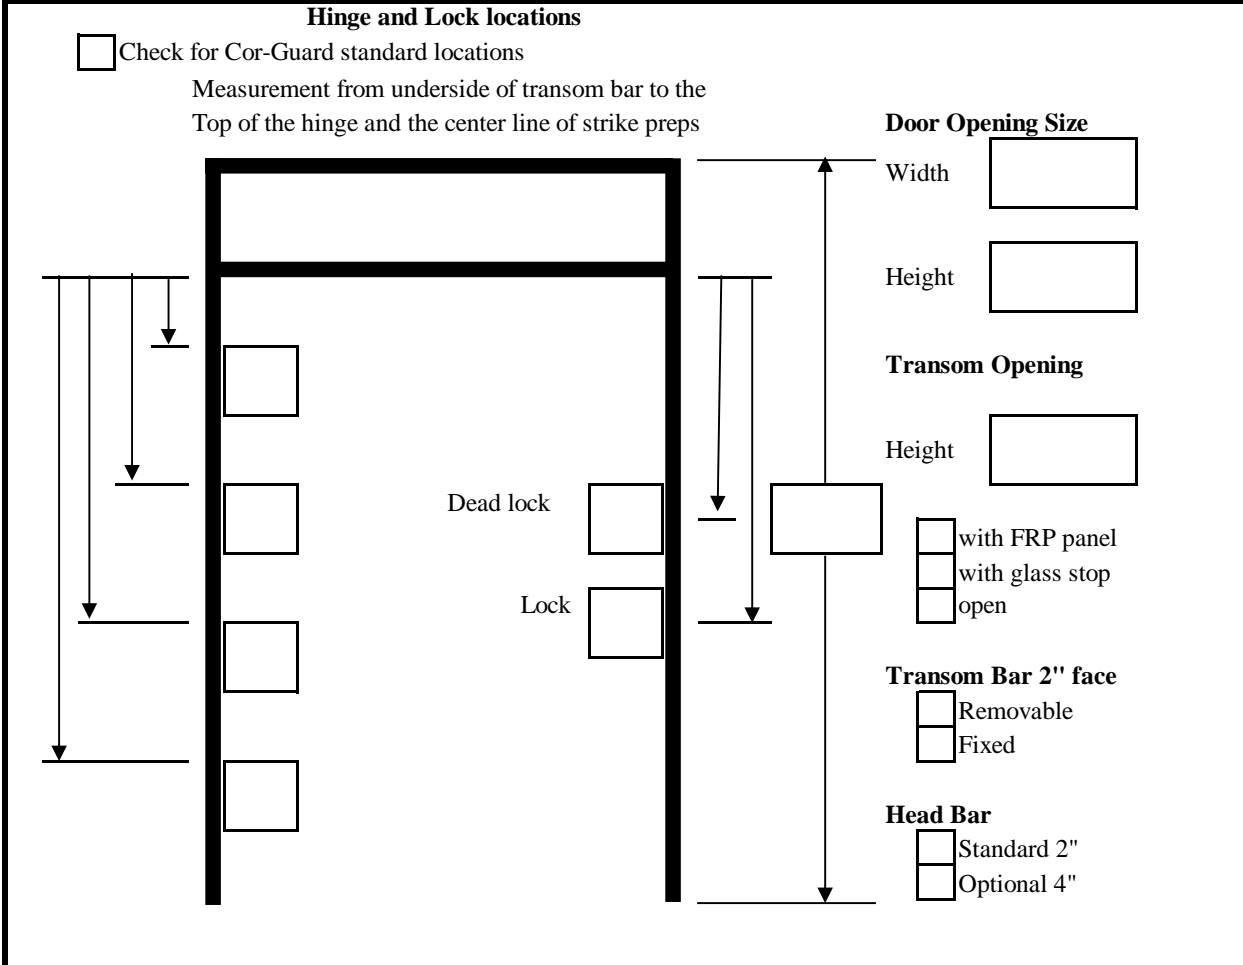 Hinge and Lock locations
Check for Cor-Guard standard locations
Measurement from underside of transom bar to the
Top of the hinge and the center line of strike preps
Door Opening Size
Width
Height
Transom Opening
Height
Dead lock
with FRP panel
with glass stop
Lock
open
Transom Bar 2" face
Removable
Fixed
Head Bar
Standard 2"
Optional 4"